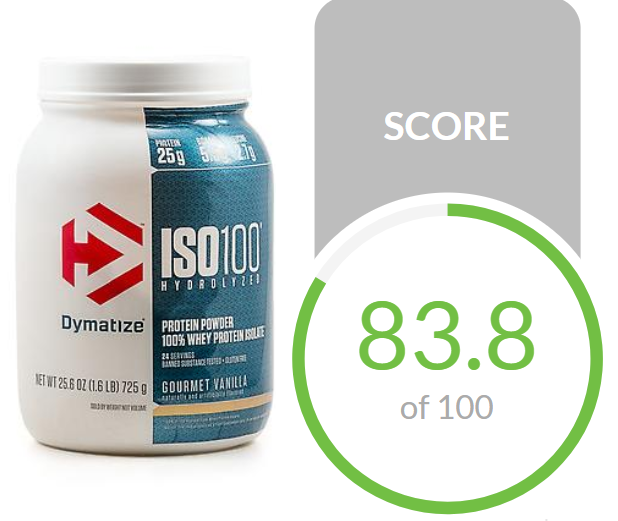 PROTEIN
25g
ISO100
HYDROLYZED
Dymatize
PROTEIN POWDER
100% WHEY PROTEIN ISOLATE
24 SERVINGS
BANNED SUBSTANCE TESTED • GLUTEN FREE
NET WT 25.6 OZ (1.6 LB) 725 g
SOLD BY WEIGHT NOT VOLUME
GOURMET VANILLA
naturally and artificially flavored
SCORE
83.8
of 100